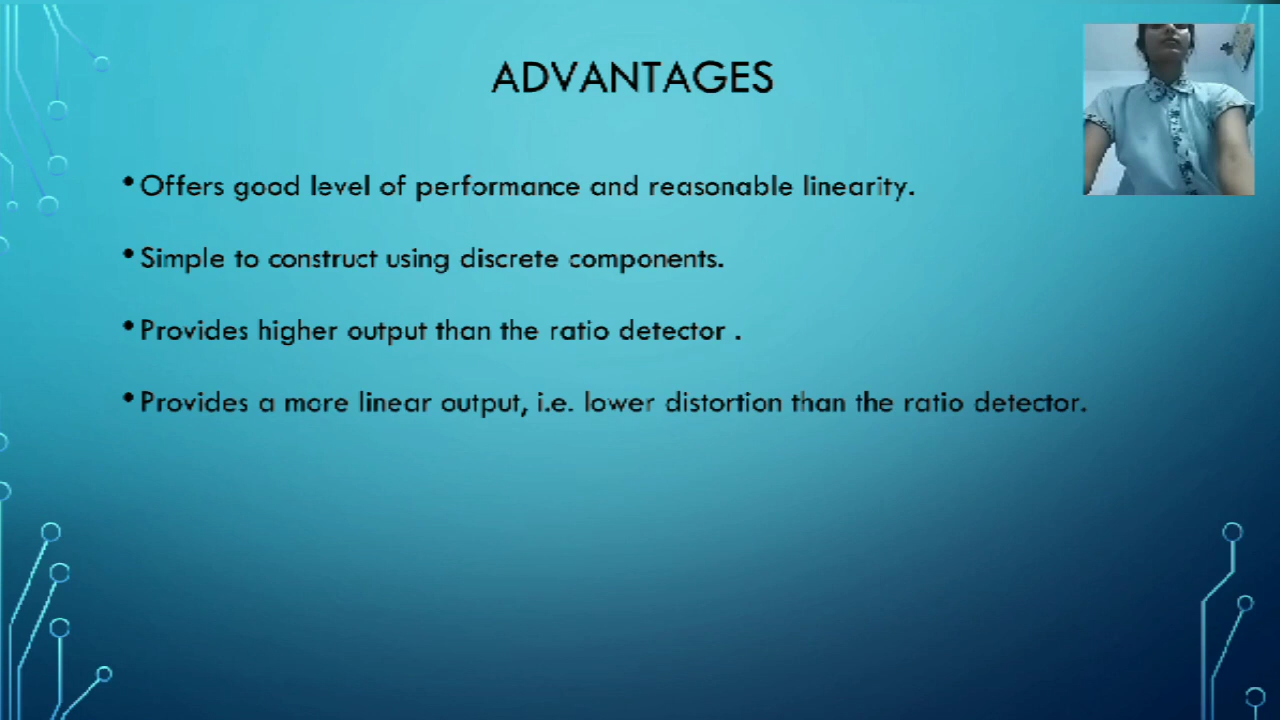 ADVANTAGES
•Offers good level of performance and reasonable linearity.
•Simple to construct using discrete components.
•Provides higher output than the ratio detector .
•Provides a more linear output, i.e. lower distortion than the ratio detector.